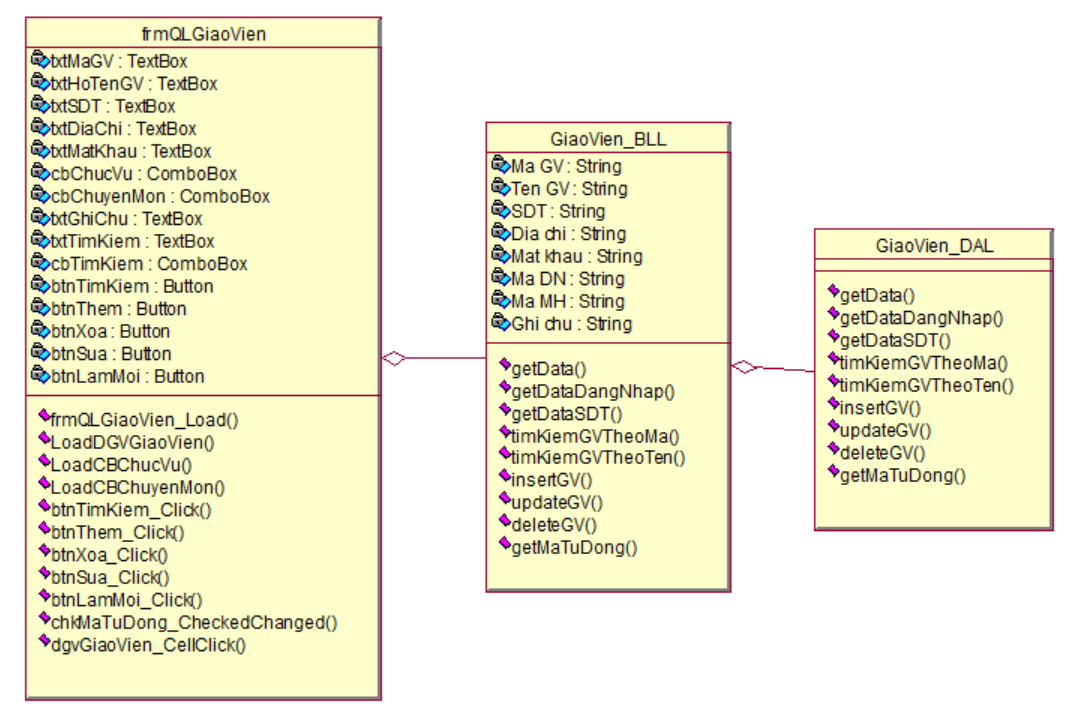 frmQLGiaoVien
txtMaGV : TextBox
txtHoTenGV : TextBox
txtSDT : TextBox
txtDiaChi : TextBox
txtMatKhau : TextBox
cbChucVu : ComboBox
cbChuyenMon : ComboBox
txtGhiChu : TextBox
txtTimKiem : TextBox
cbTimKiem : ComboBox
btnTimKiem : Button
btnThem : Button
btnXoa : Button
btnSua : Button
btnLamMoi : Button
frmQLGiaoVien_Load()
LoadDGVGiaoVien()
LoadCBChucVu()
LoadCBChuyenMon()
btnTimKiem_Click()
btnThem_Click()
btnXoa_Click()
btnSua_Click()
btnLamMoi_Click()
chkMaTuDong_CheckedChanged()
dgvGiaoVien_CellClick()
GiaoVien_BLL
Ma GV : String
Ten GV : String
SDT : String
Dia chi : String
Mat khau : String
Ma DN : String
Ma MH : String
Ghi chu : String
getData()
getDataDangNhap()
getDataSDT()
timKiemGVTheoMa()
timKiemGVTheoTen()
insertGV()
updateGV()
deleteGV()
getMaTuDong()
GiaoVien_DAL
getData()
getDataDangNhap()
getDataSDT()
timKiemGVTheoMa()
timKiemGVTheoTen()
insertGV()
updateGV()
deleteGV()
getMaTuDong()